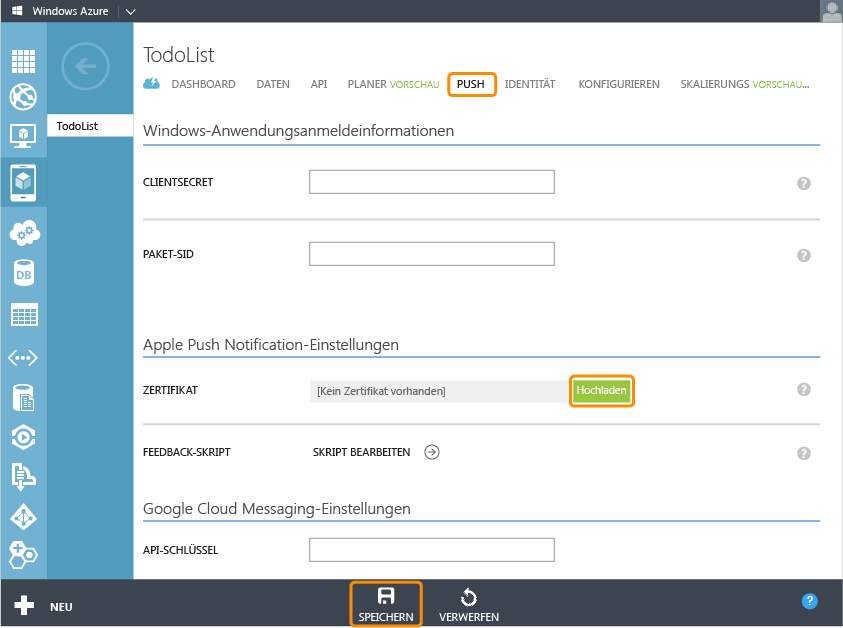 Windows Azure
TodoList
DASHBOARD DATEN API PLANER VORSCHAU PUSH IDENTITÄT KONFIGURIEREN SKALIERUNGS VORSCHAU...
TodoList
Windows-Anwendungsanmeldeinformationen
CLIENTSECRET
?
PAKET-SID
?
Apple Push Notification-Einstellungen
ZERTIFIKAT [Kein Zertifikat vorhanden] Hochladen
?
FEEDBACK-SKRIPT SKRIPT BEARBEITEN
?
DB
Google Cloud Messaging-Einstellungen
API-SCHLÜSSEL
NEU SPEICHERN VERWERFEN
?